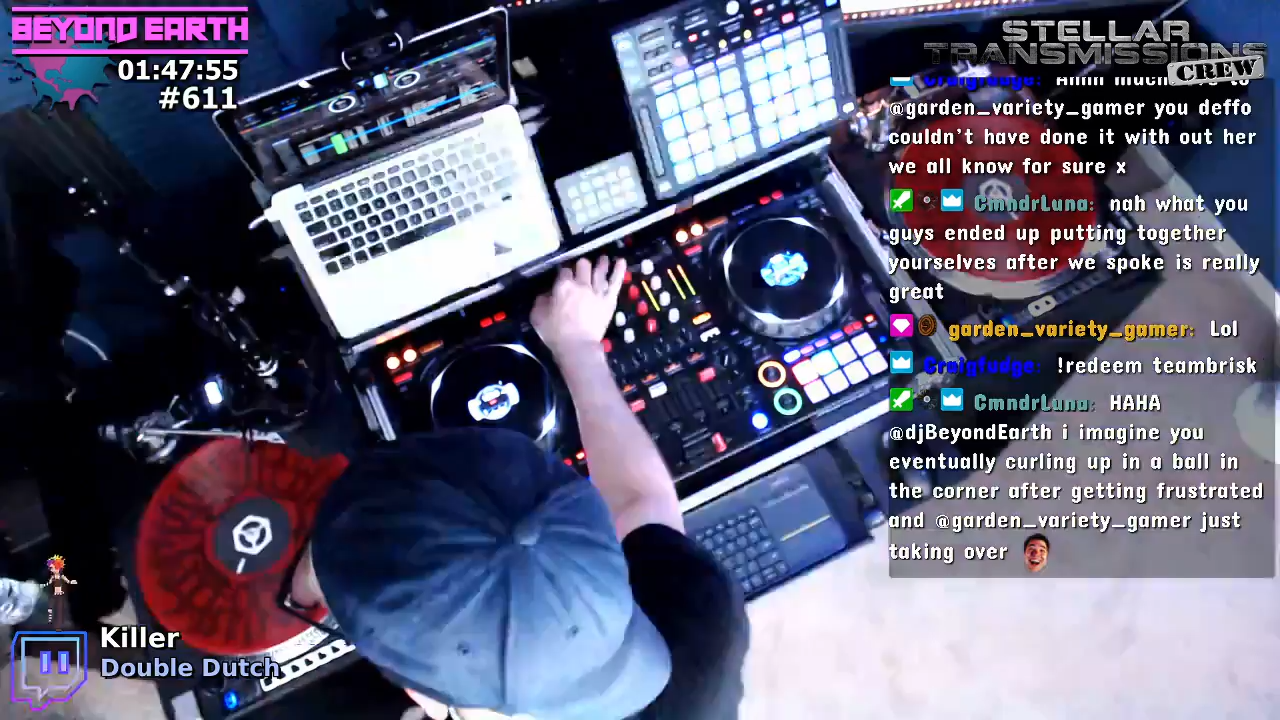 BEYOND EARTH
01:47:55
#611
STELLAR
TRANSMISSIONS
CREW
Craigfudge:
@garden_variety_gamer you deffo
couldn't have done it with out her
we all know for sure x
CmndrLuna: nah what you
guys ended up putting together
yourselves after we spoke is really
great
garden_variety_gamer: Lol
Craigfudge: !redeem teambrisk
CmndrLuna: HAHA
@djBeyondEarth i imagine you
eventually curling up in a ball in
the corner after getting frustrated
and @garden_variety_gamer just
taking over
Killer
Double Dutch